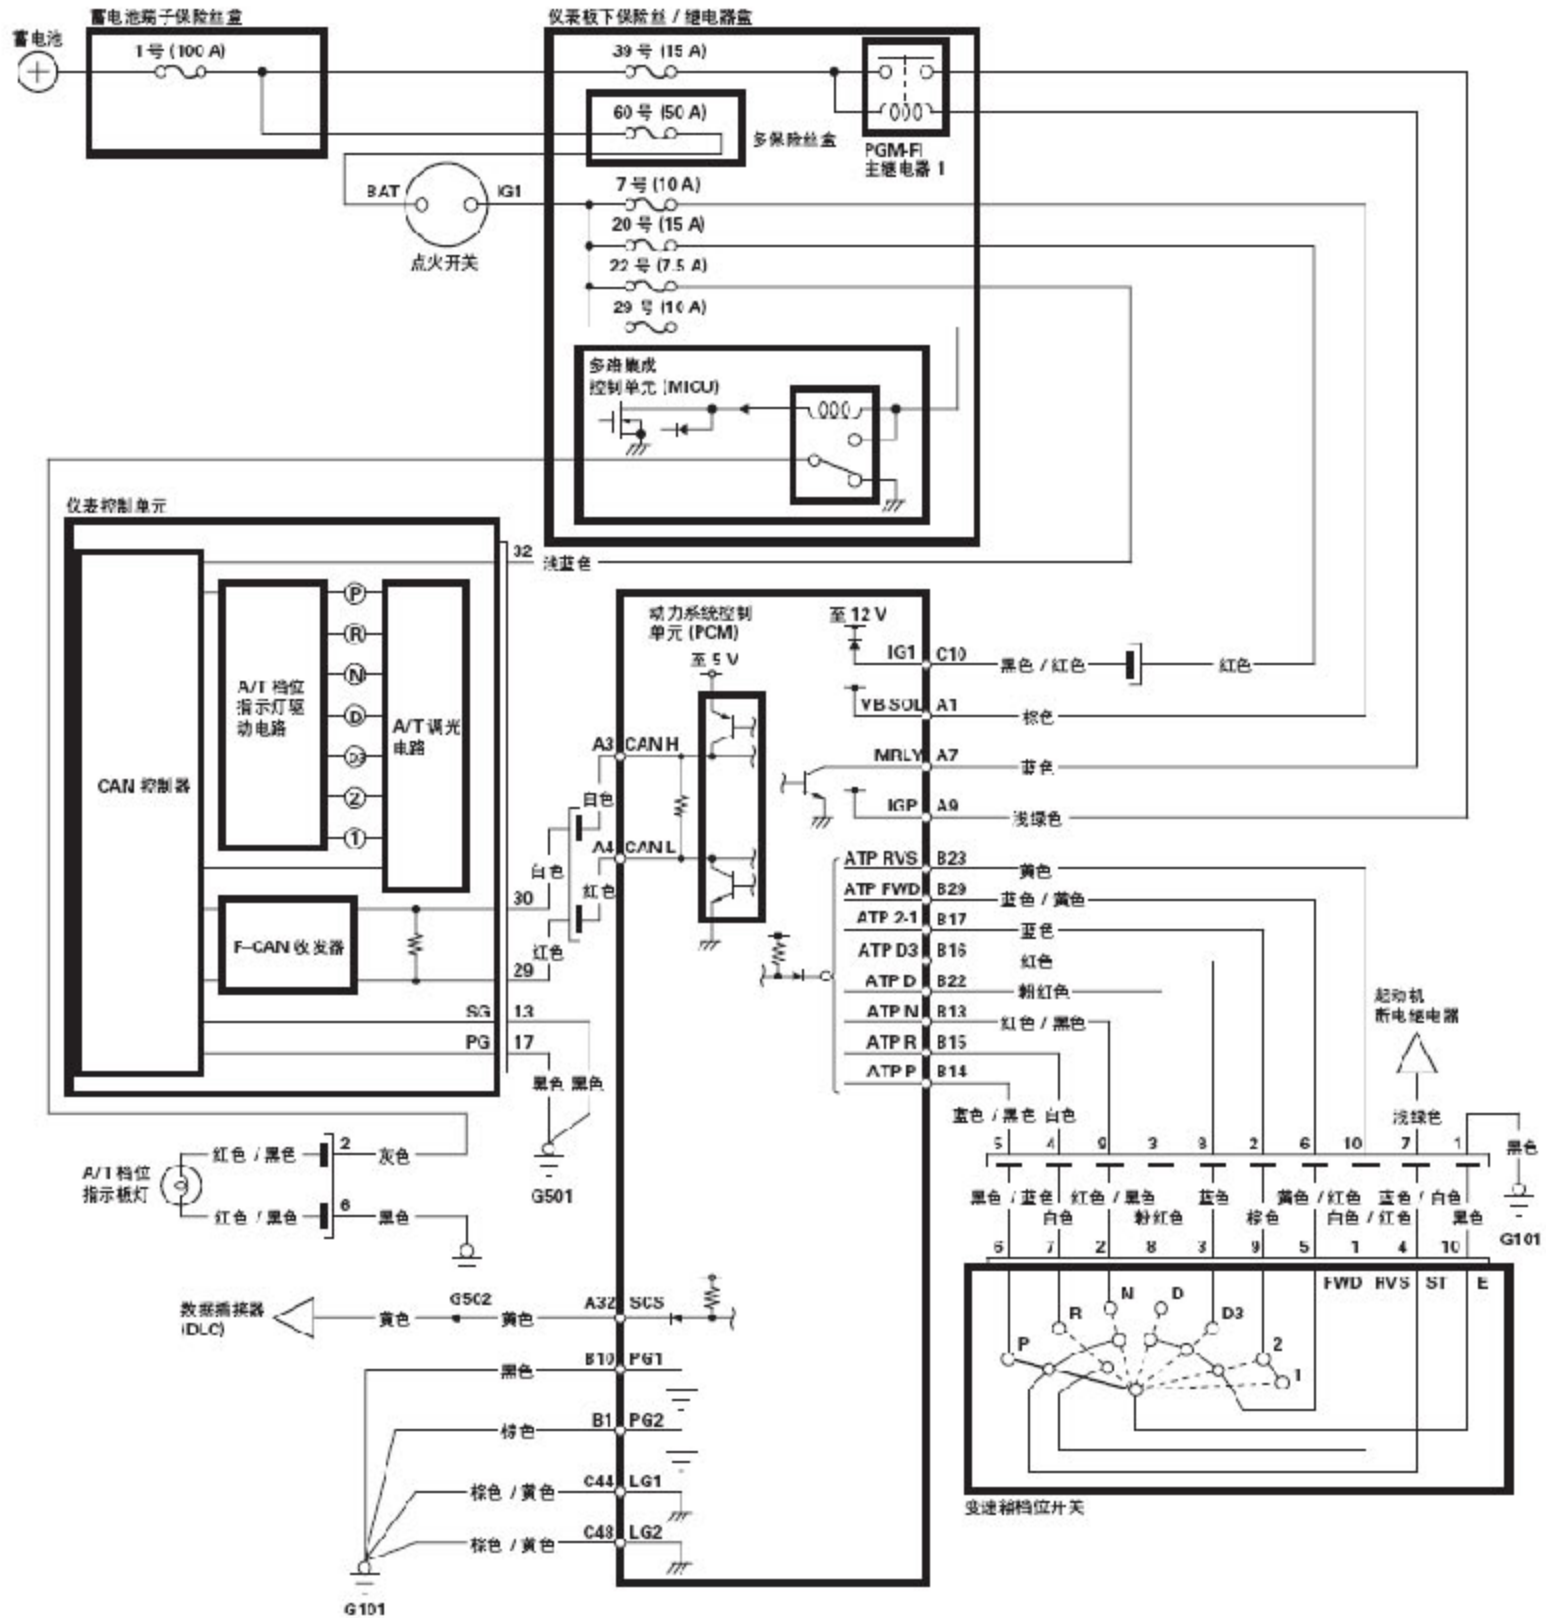 蓄电池端子保险丝盒
仪表板下保险丝 / 继电器盒
蓄电池
1 号 (100 A)
39 号 (15 A)
60 号 (50 A)
多保险丝盒
PGM-FI
主继电器 1
BAT
IG1
点火开关
7 号 (10 A)
20 号 (15 A)
22 号 (7.5 A)
29 号 (10 A)
多路集成
控制单元 (MICU)
仪表控制单元
32
浅蓝色
CAN 控制器
A/T 档位
指示灯驱
动电路
P
R
N
D
D3
2
1
A/T 调光
电路
F-CAN 收发器
30
29
SG
13
PG
17
白色
红色
白色
红色
黑色
黑色
G501
动力系统控制
单元 (PCM)
至 5 V
至 12 V
A3
CAN H
A4
CAN L
IG1
C10
黑色 / 红色
红色
VB SOL
A1
棕色
MRLY
A7
蓝色
IGP
A9
浅绿色
ATP RVS
B23
黄色
ATP FWD
B29
蓝色 / 黄色
ATP 2-1
B17
蓝色
ATP D3
B16
红色
ATP D
B22
粉红色
ATP N
B13
红色 / 黑色
ATP R
B15
ATP P
B14
蓝色 / 黑色
白色
起动机
断电继电器
浅绿色
黑色
5 4 9 3 8 2 6 10 7 1
黑色 / 蓝色
红色 / 黑色
蓝色
黄色 / 红色
蓝色 / 白色
白色
粉红色
棕色
白色 / 红色
黑色
G101
6 7 2 8 3 9 5 1 4 10
FWD RVS ST E
P
R
N
D
D3
2
1
变速箱档位开关
A/T 档位
指示板灯
红色 / 黑色
2
灰色
红色 / 黑色
6
黑色
数据插接器
(DLC)
黄色
G502
黄色
A32
SCS
黑色
B10
PG1
棕色
B1
PG2
棕色 / 黄色
C44
LG1
棕色 / 黄色
C48
LG2
G101